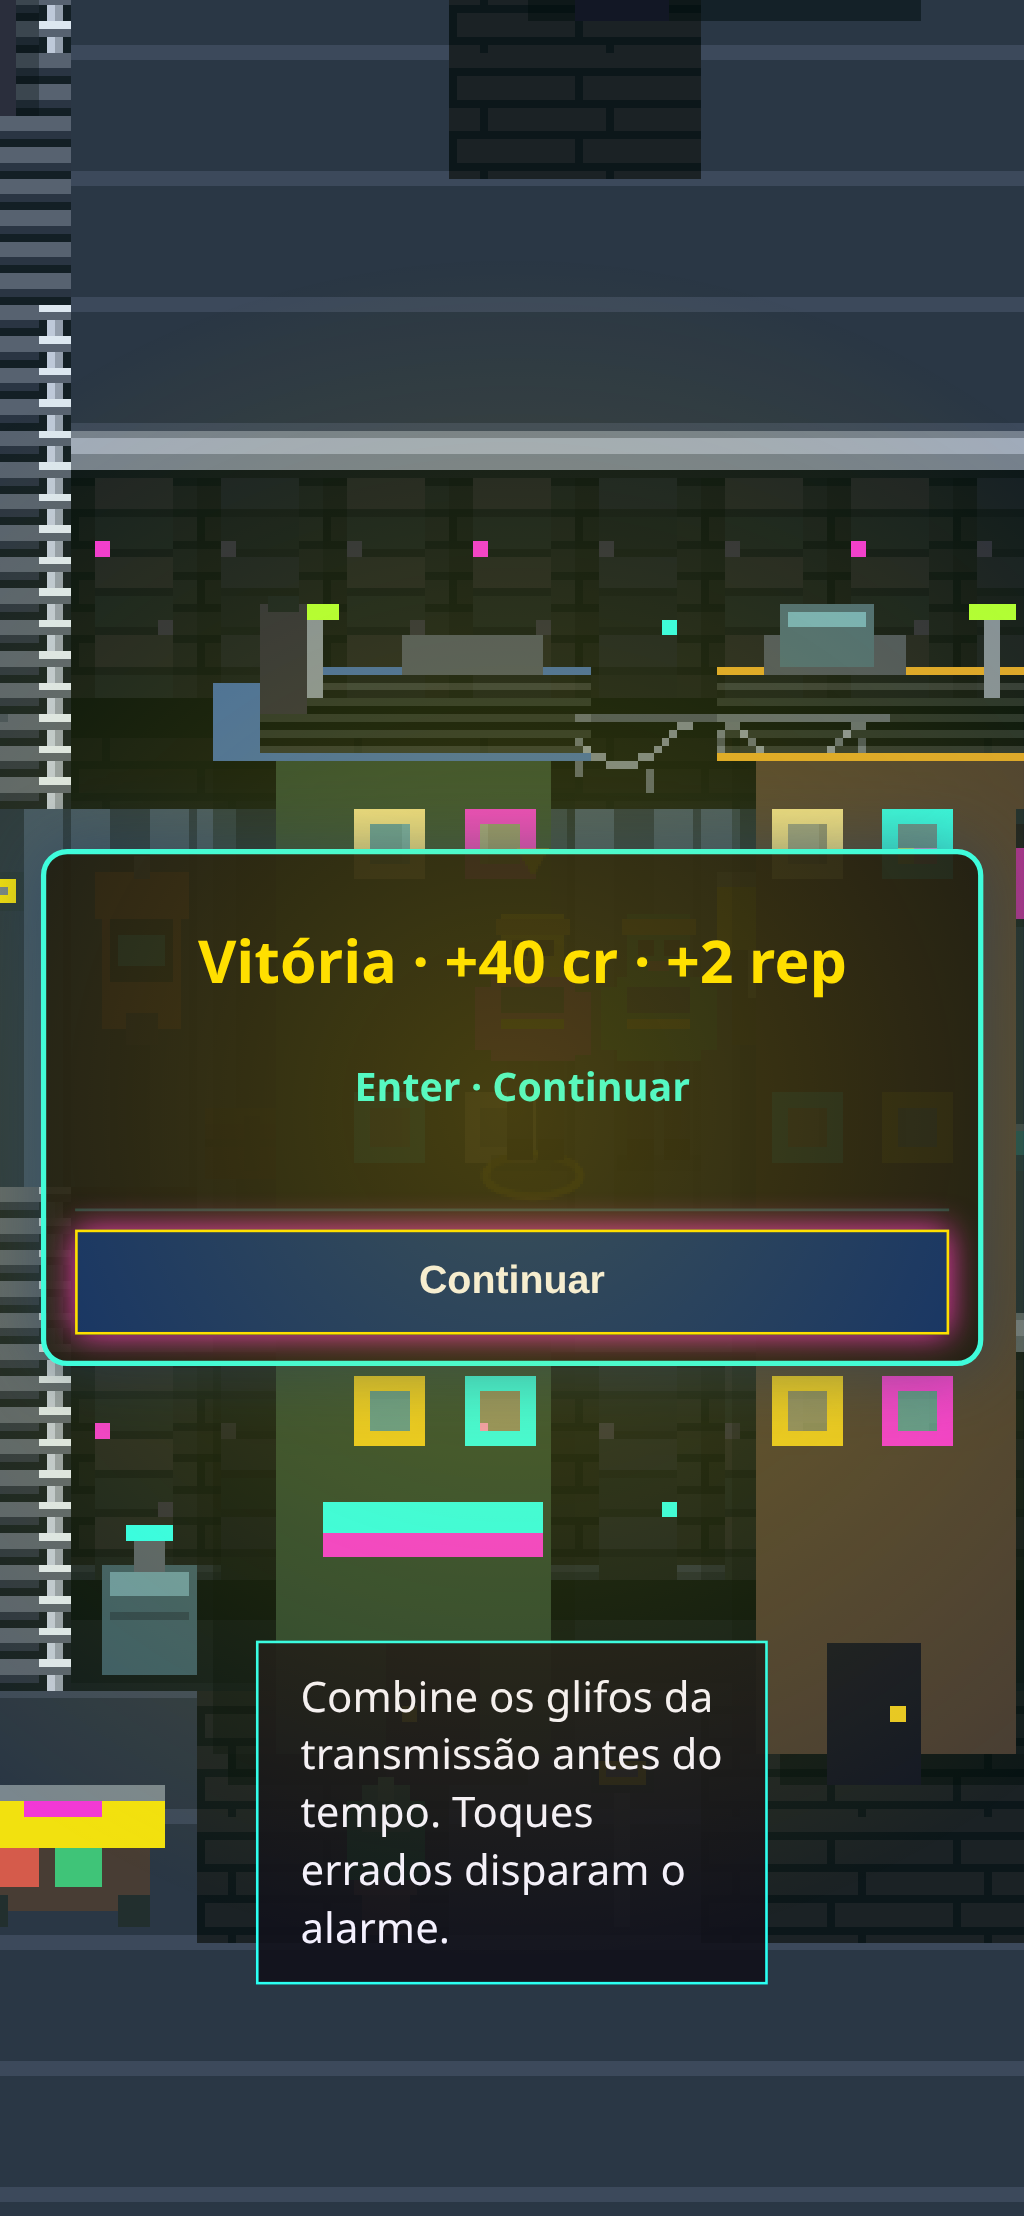 Vitória · +40 cr · +2 rep
Enter · Continuar
Continuar
Combine os glifos da
transmissão antes do
tempo. Toques
errados disparam o
alarme.